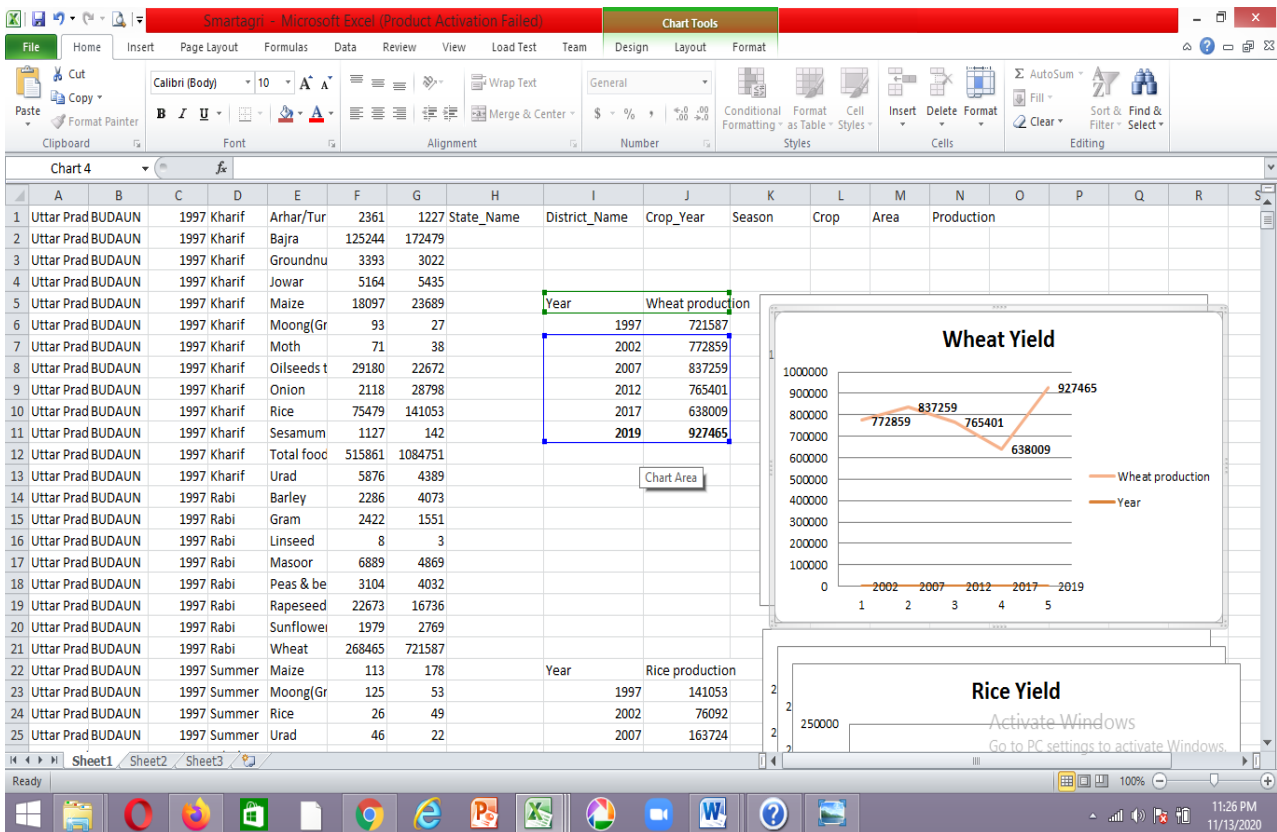 Smartagri - Microsoft Excel (Product Activation Failed)
Chart Tools
File Home Insert Page Layout Formulas Data Review View Load Test Team Design Layout Format
Paste
Cut
Copy
Format Painter
Clipboard
Calibri (Body) 10
B I U
Font
Wrap Text
Merge & Center
Alignment
General
$ % ,
Number
Conditional Formatting
Format as Table
Cell Styles
Styles
Insert Delete Format
Cells
Σ AutoSum
Fill
Clear
Sort & Filter
Find & Select
Editing
Chart 4 fx
A B C D E F G H I J K L M N O P Q R S
1 Uttar Prad BUDAUN 1997 Kharif Arhar/Tur 2361 1227 State_Name District_Name Crop_Year Season Crop Area Production
2 Uttar Prad BUDAUN 1997 Kharif Bajra 125244 172479
3 Uttar Prad BUDAUN 1997 Kharif Groundnu 3393 3022
4 Uttar Prad BUDAUN 1997 Kharif Jowar 5164 5435
5 Uttar Prad BUDAUN 1997 Kharif Maize 18097 23689 Year Wheat production
6 Uttar Prad BUDAUN 1997 Kharif Moong(Gr 93 27 1997 721587
7 Uttar Prad BUDAUN 1997 Kharif Moth 71 38 2002 772859
8 Uttar Prad BUDAUN 1997 Kharif Oilseeds t 29180 22672 2007 837259
9 Uttar Prad BUDAUN 1997 Kharif Onion 2118 28798 2012 765401
10 Uttar Prad BUDAUN 1997 Kharif Rice 75479 141053 2017 638009
11 Uttar Prad BUDAUN 1997 Kharif Sesamum 1127 142 2019 927465
12 Uttar Prad BUDAUN 1997 Kharif Total food 515861 1084751
13 Uttar Prad BUDAUN 1997 Kharif Urad 5876 4389
14 Uttar Prad BUDAUN 1997 Rabi Barley 2286 4073
15 Uttar Prad BUDAUN 1997 Rabi Gram 2422 1551
16 Uttar Prad BUDAUN 1997 Rabi Linseed 8 3
17 Uttar Prad BUDAUN 1997 Rabi Masoor 6889 4869
18 Uttar Prad BUDAUN 1997 Rabi Peas & be 3104 4032
19 Uttar Prad BUDAUN 1997 Rabi Rapeseed 22673 16736
20 Uttar Prad BUDAUN 1997 Rabi Sunflower 1979 2769
21 Uttar Prad BUDAUN 1997 Rabi Wheat 268465 721587
22 Uttar Prad BUDAUN 1997 Summer Maize 113 178 Year Rice production
23 Uttar Prad BUDAUN 1997 Summer Moong(Gr 125 53 1997 141053
24 Uttar Prad BUDAUN 1997 Summer Rice 26 49 2002 76092
25 Uttar Prad BUDAUN 1997 Summer Urad 46 22 2007 163724
Chart Area
Wheat Yield
1000000
900000
800000
700000
600000
500000
400000
300000
200000
100000
0
772859 837259 765401 638009 927465
2002 2007 2012 2017 2019
1 2 3 4 5
Wheat production
Year
Rice Yield
250000
Activate Windows
Go to PC settings to activate Windows.
Sheet1 Sheet2 Sheet3
Ready
100%
11:26 PM
11/13/2020